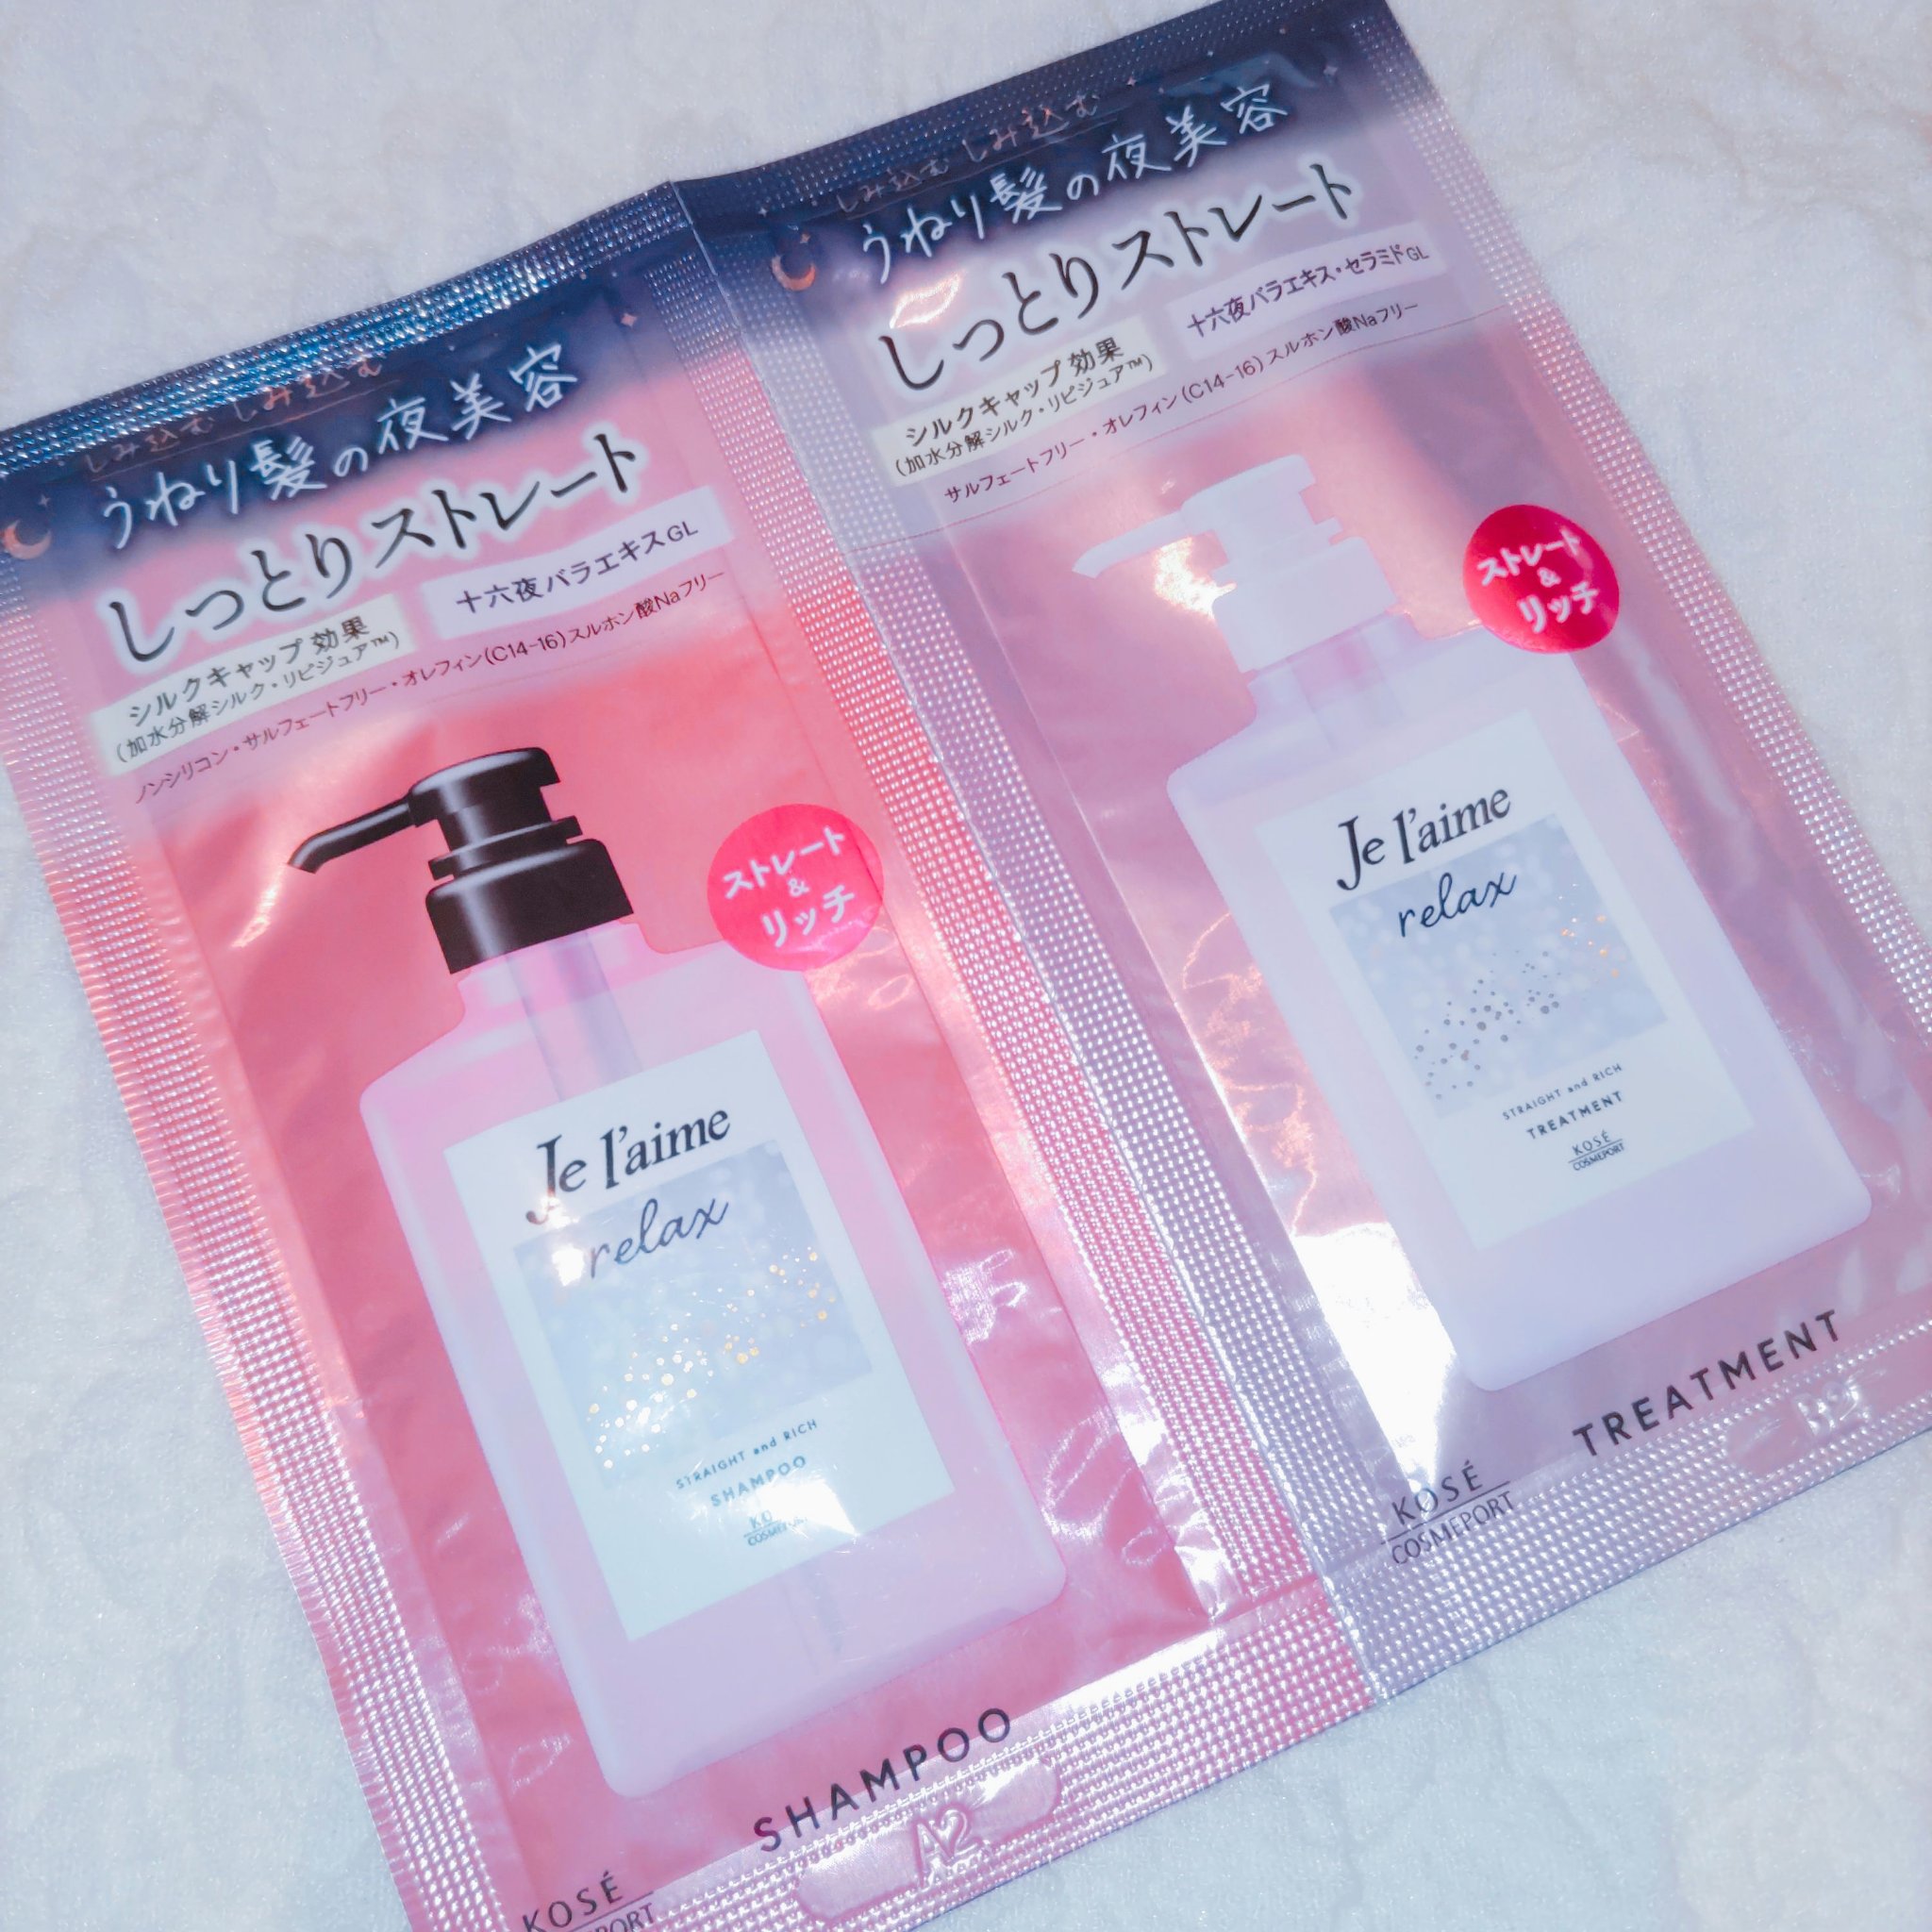 しみ込む しみ込む
うねり髪の夜美容
しっとりストレート
シルクキャップ 効果
(加水分解シルク・リピジュア™)
十六夜バラエキスGL
ノンシリコン・サルフェートフリー・オレフィン(C14-16)スルホン酸Naフリー
ストレート
&
リッチ
Je l'aime
relax
STRAIGHT and RICH
SHAMPOO
COSMEPORT
SHAMPOO
A2
KOSÉ
しみ込む しみ込む
うねり髪の夜美容
しっとりストレート
シルクキャップ 効果
(加水分解シルク・リピジュア™)
十六夜バラエキス・セラミドGL
サルフェートフリー・オレフィン(C14-16)スルホン酸Naフリー
ストレート
&
リッチ
Je l'aime
relax
STRAIGHT and RICH
TREATMENT
KOSÉ
COSMEPORT
TREATMENT
KOSÉ
COSMEPORT